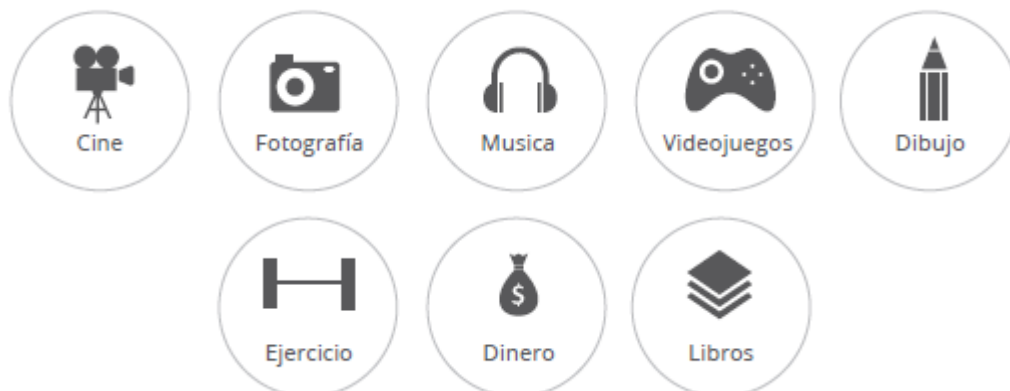 Cine
Fotografía
Musica
Videojuegos
Dibujo
Ejercicio
$
Dinero
Libros